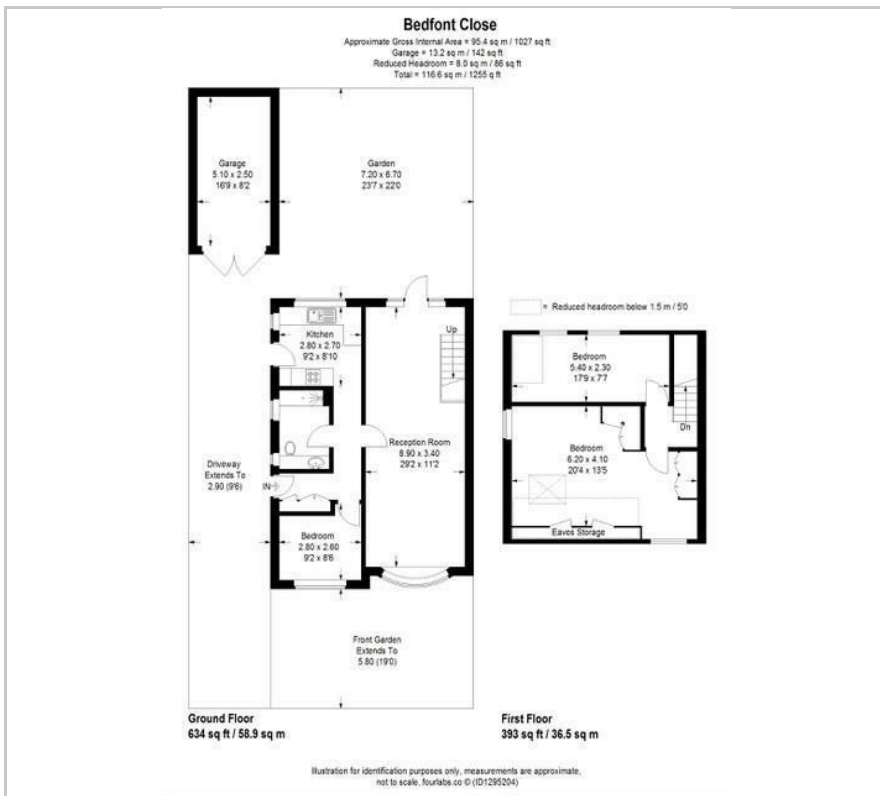 Bedfont Close
Approximate Gross Internal Area = 95.4 sq m / 1027 sq ft
Garage = 13.2 sq m / 142 sq ft
Reduced Headroom = 8.0 sq m / 86 sq ft
Total = 116.6 sq m / 1255 q ft
Garage
5.10 x 2.50
16'9 x 8'2
Garden
7.20 x 6.70
23'7 x 22'0
= Reduced headroom below 1.5 m / 5'0
Kitchen
2.80 x 2.70
9'2 x 8'10
Up
Bedroom
5.40 x 2.30
17'9 x 7'7
Dn
Reception Room
8.90 x 3.40
29'2 x 11'2
Bedroom
6.20 x 4.10
20'4 x 13'5
Driveway
Extends To
2.90 (9'6)
IN
Bedroom
2.80 x 2.60
9'2 x 8'6
Eaves Storage
Front Garden
Extends To
5.80 (19'0)
Ground Floor
634 sq ft / 58.9 sq m
First Floor
393 sq ft / 36.5 sq m
Illustration for identification purposes only, measurements are approximate,
not to scale. fourlabs.co © (ID1295204)